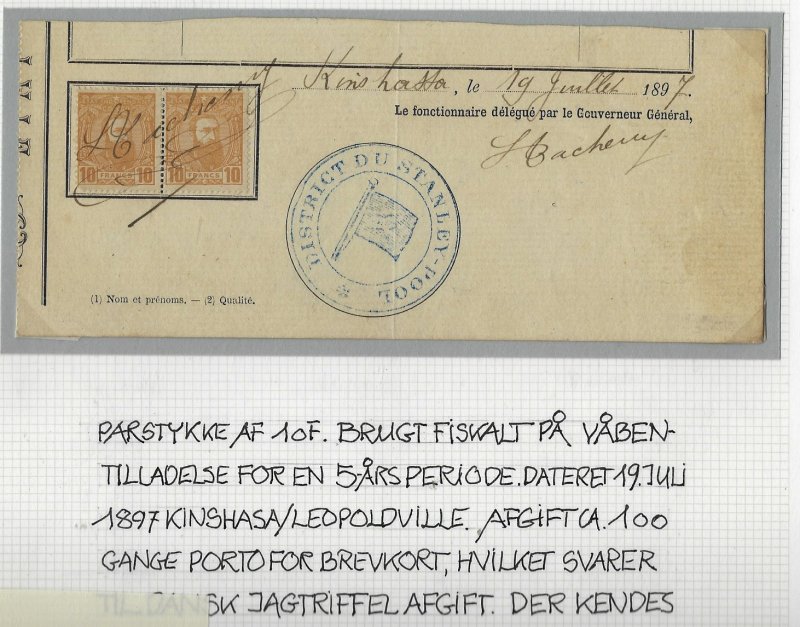 Kinshassa, le 19 Juillet 1897.
Le fonctionnaire délégué par le Gouverneur Général,
10 FRANCS 10 10 FRANCS 10
DISTRICT DU STANLEY-POOL
(1) Nom et prénoms. — (2) Qualité.
PARSTYKKE AF 10F. BRUGT FISKALT PÅ VÅBEN-
TILLADELSE FOR EN 5-ÅRS PERIODE. DATERET 19. JULI
1897 KINSHASA/LEOPOLDVILLE. AFGIFT CA. 100
GANGE PORTO FOR BREVKORT, HVILKET SVARER
TIL DANSK JAGTRIFFEL AFGIFT. DER KENDES